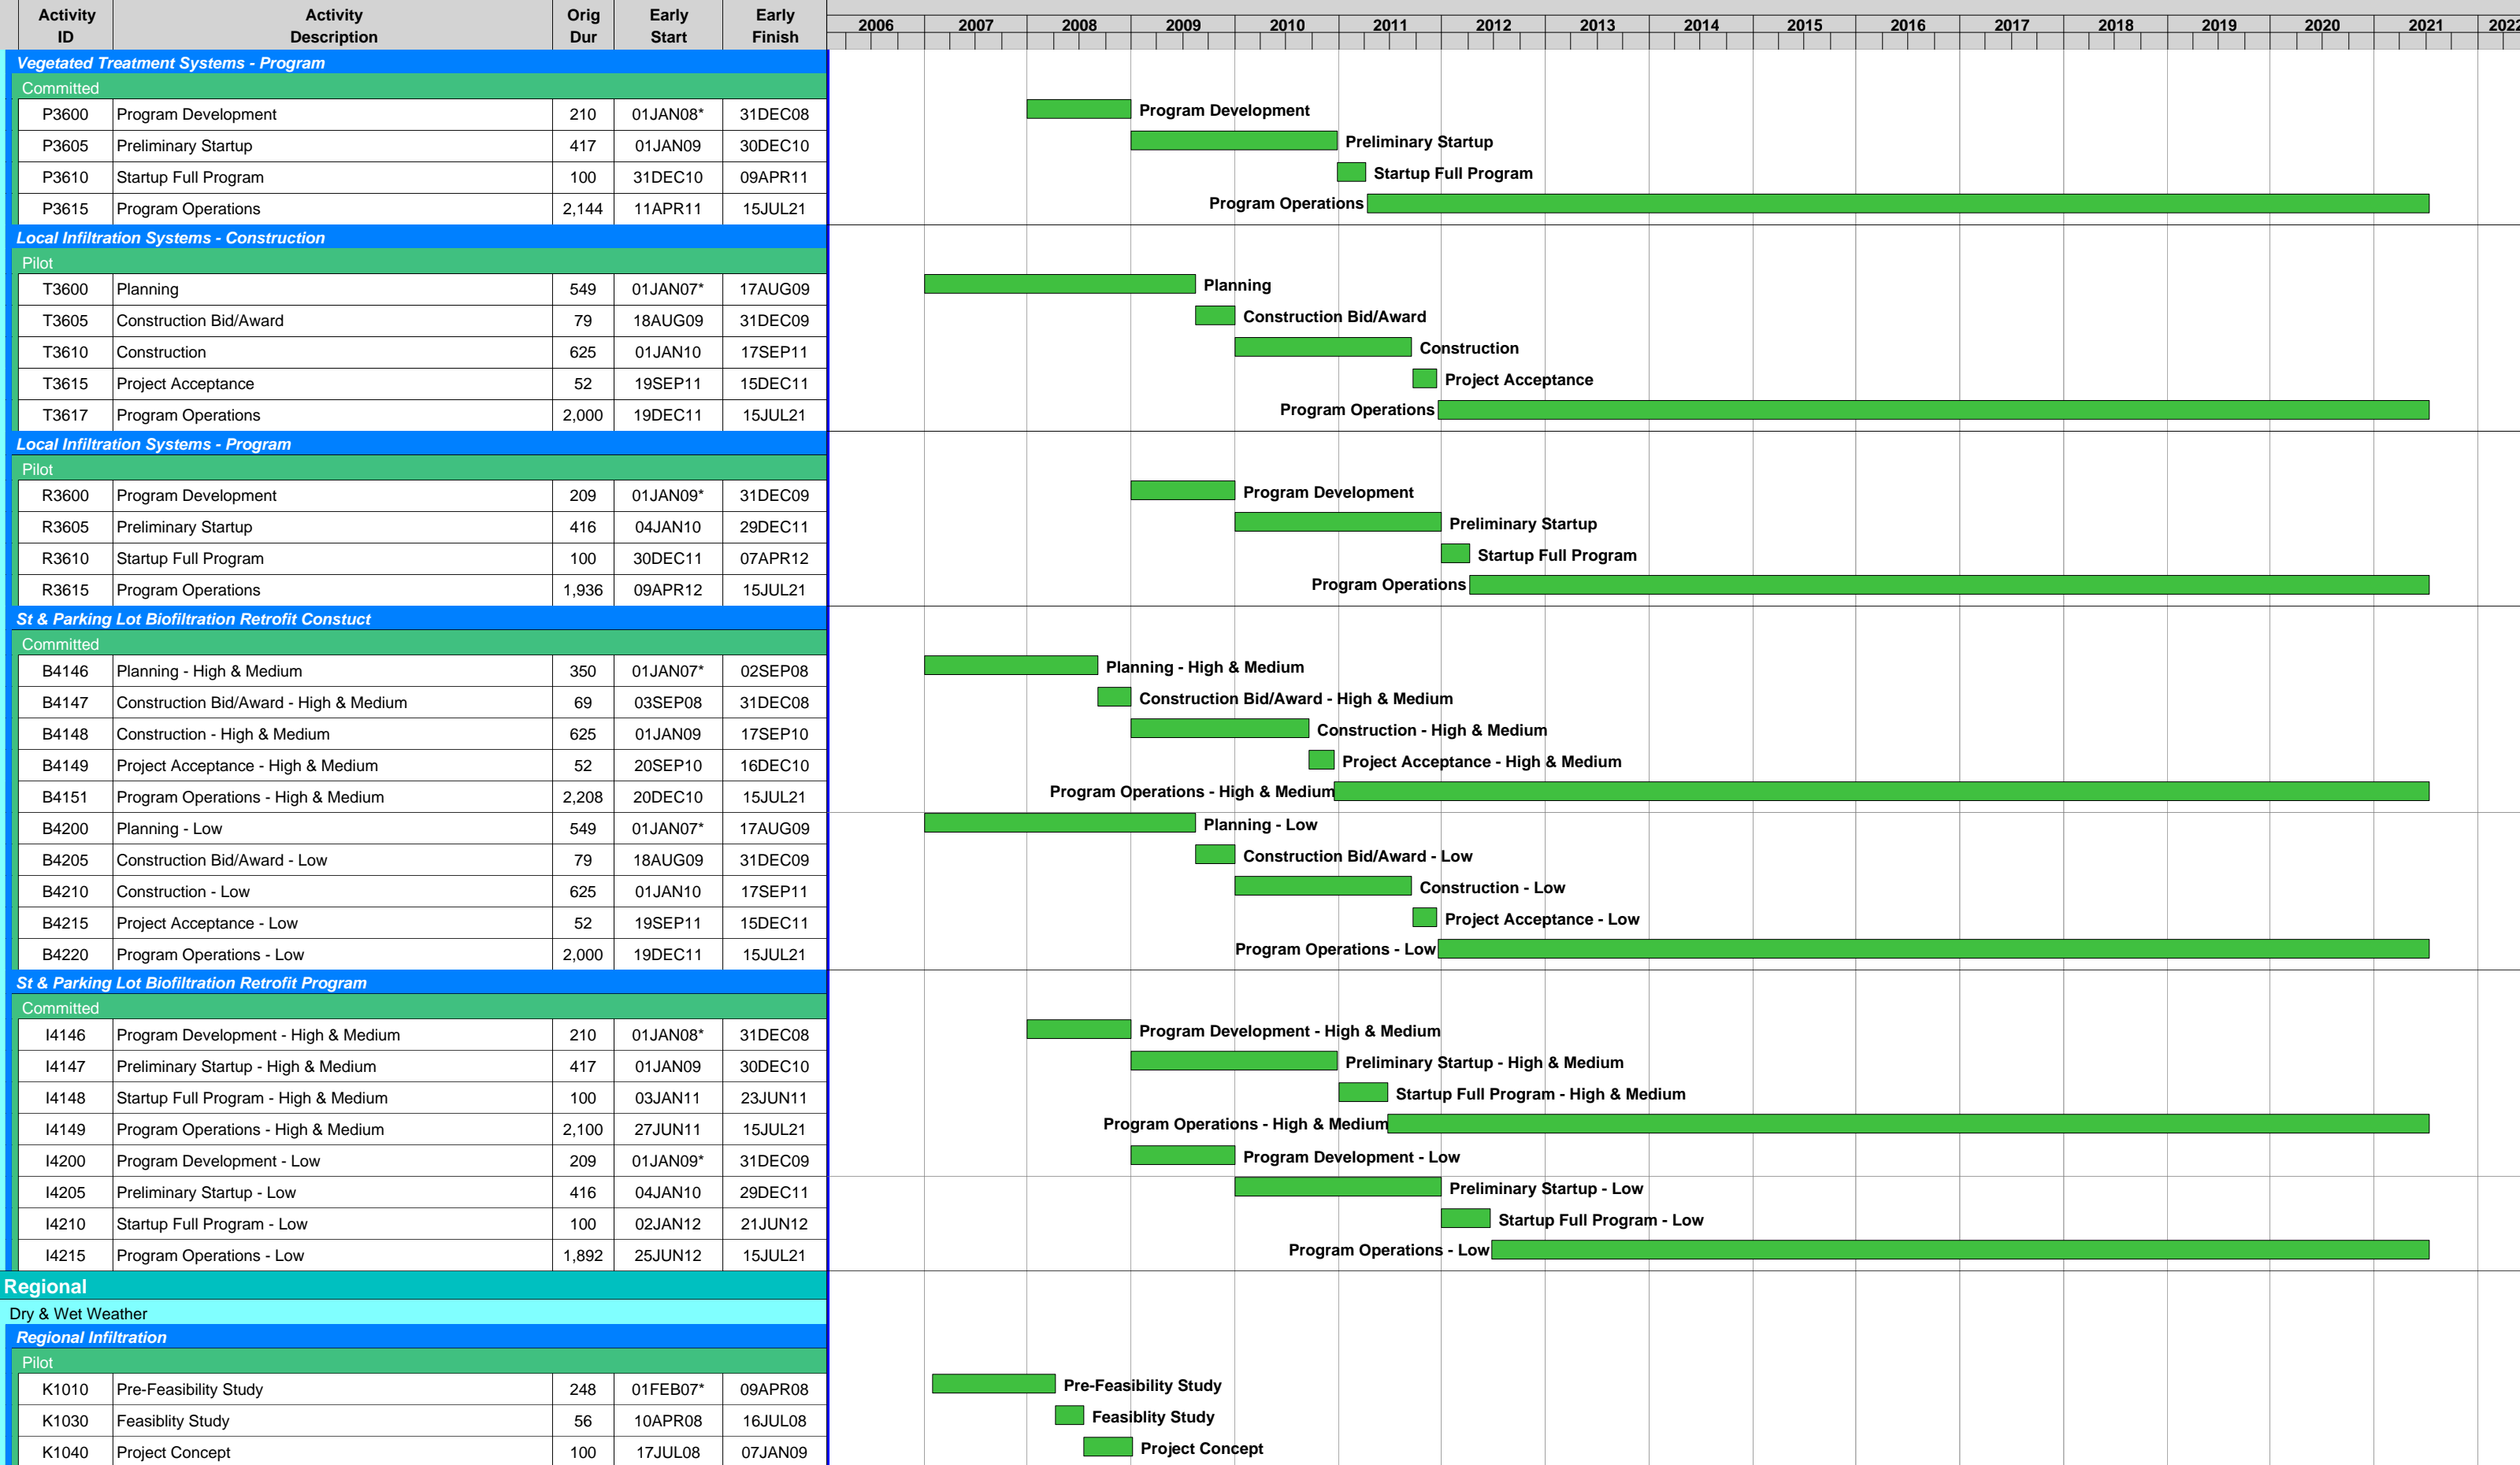 Activity ID Activity Description Orig Dur Early Start Early Finish 2006 2007 2008 2009 2010 2011 2012 2013 2014 2015 2016 2017 2018 2019 2020 2021 2022
Vegetated Treatment Systems - Program
Committed
P3600 Program Development 210 01JAN08* 31DEC08 Program Development
P3605 Preliminary Startup 417 01JAN09 30DEC10 Preliminary Startup
P3610 Startup Full Program 100 31DEC10 09APR11 Startup Full Program
P3615 Program Operations 2,144 11APR11 15JUL21 Program Operations
Local Infiltration Systems - Construction
Pilot
T3600 Planning 549 01JAN07* 17AUG09 Planning
T3605 Construction Bid/Award 79 18AUG09 31DEC09 Construction Bid/Award
T3610 Construction 625 01JAN10 17SEP11 Construction
T3615 Project Acceptance 52 19SEP11 15DEC11 Project Acceptance
T3617 Program Operations 2,000 19DEC11 15JUL21 Program Operations
Local Infiltration Systems - Program
Pilot
R3600 Program Development 209 01JAN09* 31DEC09 Program Development
R3605 Preliminary Startup 416 04JAN10 29DEC11 Preliminary Startup
R3610 Startup Full Program 100 30DEC11 07APR12 Startup Full Program
R3615 Program Operations 1,936 09APR12 15JUL21 Program Operations
St & Parking Lot Biofiltration Retrofit Constuct
Committed
B4146 Planning - High & Medium 350 01JAN07* 02SEP08 Planning - High & Medium
B4147 Construction Bid/Award - High & Medium 69 03SEP08 31DEC08 Construction Bid/Award - High & Medium
B4148 Construction - High & Medium 625 01JAN09 17SEP10 Construction - High & Medium
B4149 Project Acceptance - High & Medium 52 20SEP10 16DEC10 Project Acceptance - High & Medium
B4151 Program Operations - High & Medium 2,208 20DEC10 15JUL21 Program Operations - High & Medium
B4200 Planning - Low 549 01JAN07* 17AUG09 Planning - Low
B4205 Construction Bid/Award - Low 79 18AUG09 31DEC09 Construction Bid/Award - Low
B4210 Construction - Low 625 01JAN10 17SEP11 Construction - Low
B4215 Project Acceptance - Low 52 19SEP11 15DEC11 Project Acceptance - Low
B4220 Program Operations - Low 2,000 19DEC11 15JUL21 Program Operations - Low
St & Parking Lot Biofiltration Retrofit Program
Committed
I4146 Program Development - High & Medium 210 01JAN08* 31DEC08 Program Development - High & Medium
I4147 Preliminary Startup - High & Medium 417 01JAN09 30DEC10 Preliminary Startup - High & Medium
I4148 Startup Full Program - High & Medium 100 03JAN11 23JUN11 Startup Full Program - High & Medium
I4149 Program Operations - High & Medium 2,100 27JUN11 15JUL21 Program Operations - High & Medium
I4200 Program Development - Low 209 01JAN09* 31DEC09 Program Development - Low
I4205 Preliminary Startup - Low 416 04JAN10 29DEC11 Preliminary Startup - Low
I4210 Startup Full Program - Low 100 02JAN12 21JUN12 Startup Full Program - Low
I4215 Program Operations - Low 1,892 25JUN12 15JUL21 Program Operations - Low
Regional
Dry & Wet Weather
Regional Infiltration
Pilot
K1010 Pre-Feasibility Study 248 01FEB07* 09APR08 Pre-Feasibility Study
K1030 Feasiblity Study 56 10APR08 16JUL08 Feasiblity Study
K1040 Project Concept 100 17JUL08 07JAN09 Project Concept